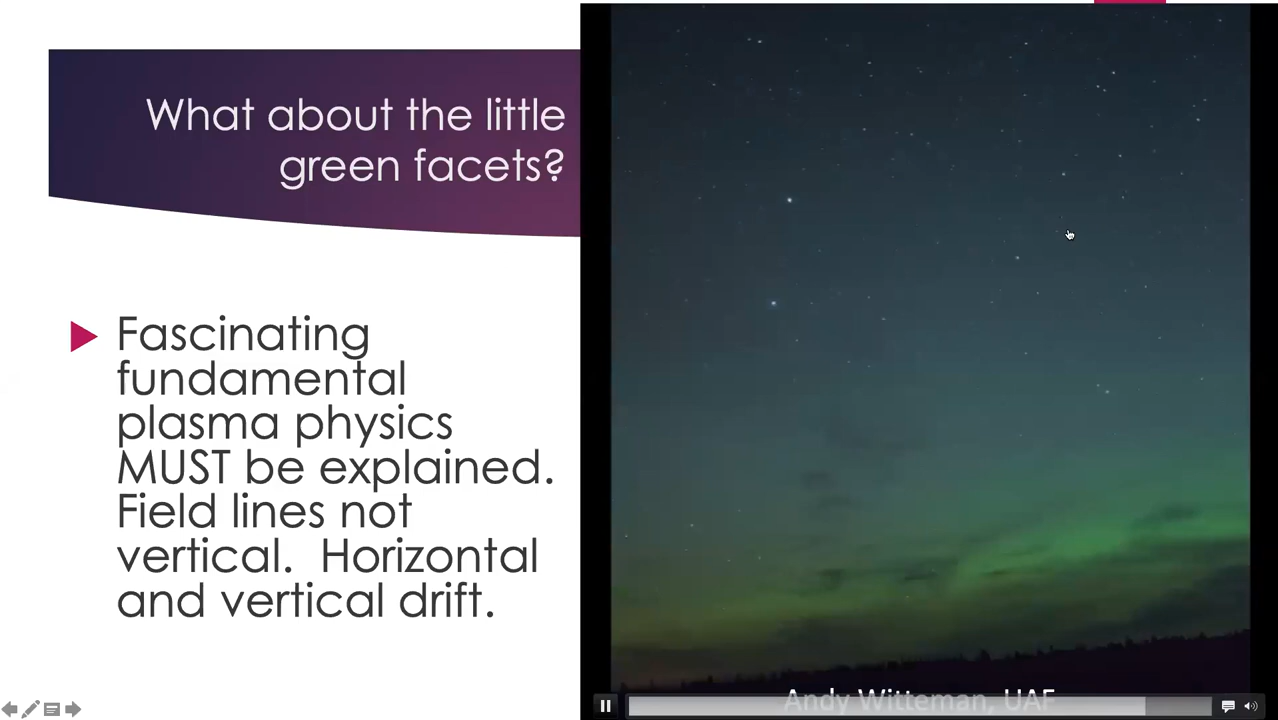 What about the little
green facets?
Fascinating
fundamental
plasma physics
MUST be explained.
Field lines not
vertical.  Horizontal
and vertical drift.
Andy Witteman, UAF